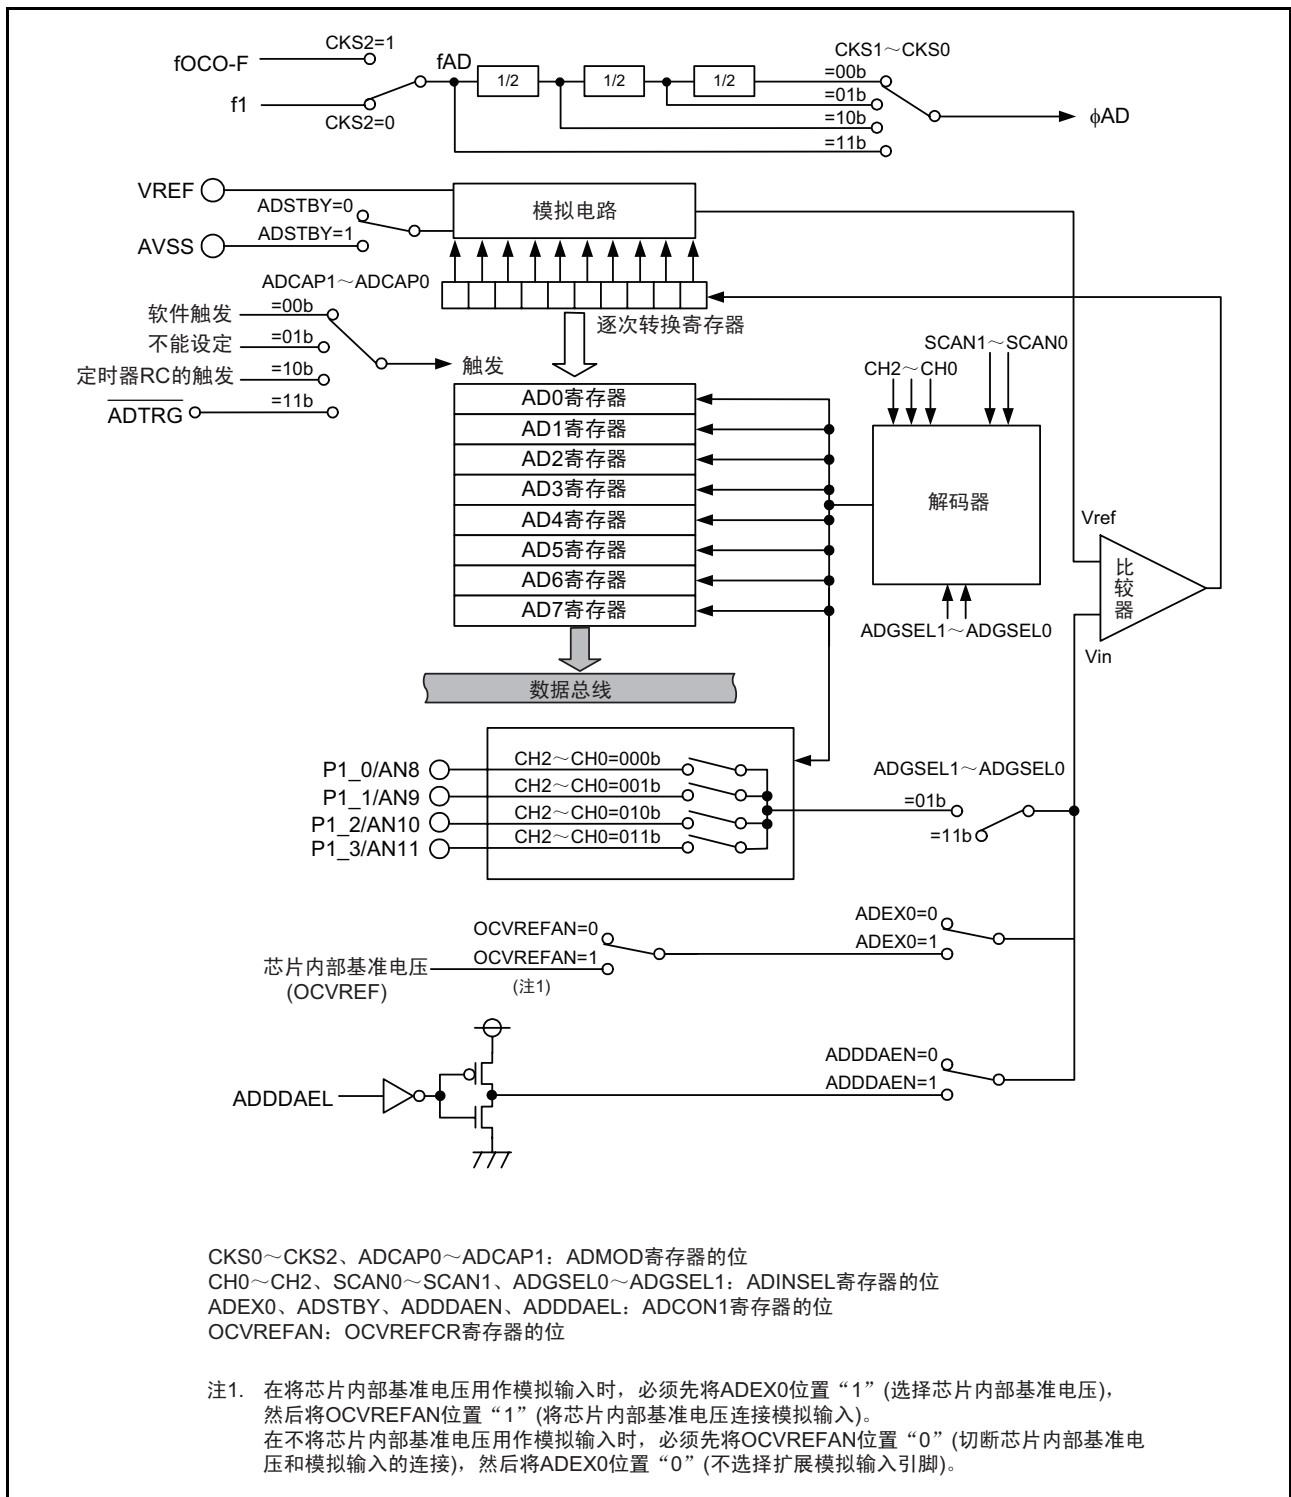 CKS2=1
fOCO-F
f1
CKS2=0
fAD
1/2
1/2
1/2
CKS1～CKS0
=00b
=01b
=10b
=11b
ϕAD
VREF
ADSTBY=0
ADSTBY=1
AVSS
模拟电路
ADCAP1～ADCAP0
软件触发
=00b
不能设定
=01b
定时器RC的触发
=10b
ADTRG
=11b
触发
逐次转换寄存器
AD0寄存器
AD1寄存器
AD2寄存器
AD3寄存器
AD4寄存器
AD5寄存器
AD6寄存器
AD7寄存器
数据总线
SCAN1～SCAN0
CH2～CH0
解码器
ADGSEL1～ADGSEL0
Vref
比较器
Vin
P1_0/AN8
CH2～CH0=000b
P1_1/AN9
CH2～CH0=001b
P1_2/AN10
CH2～CH0=010b
P1_3/AN11
CH2～CH0=011b
ADGSEL1～ADGSEL0
=01b
=11b
OCVREFAN=0
OCVREFAN=1
(注1)
芯片内部基准电压
(OCVREF)
ADEX0=0
ADEX0=1
ADDDAEL
ADDDAEN=0
ADDDAEN=1
CKS0～CKS2、ADCAP0～ADCAP1：ADMOD寄存器的位
CH0～CH2、SCAN0～SCAN1、ADGSEL0～ADGSEL1：ADINSEL寄存器的位
ADEX0、ADSTBY、ADDDAEN、ADDDAEL：ADCON1寄存器的位
OCVREFAN：OCVREFCR寄存器的位
注1. 在将芯片内部基准电压用作模拟输入时，必须先将ADEX0位置“1”(选择芯片内部基准电压)，
然后将OCVREFAN位置“1”(将芯片内部基准电压连接模拟输入)。
在不将芯片内部基准电压用作模拟输入时，必须先将OCVREFAN位置“0”(切断芯片内部基准电
压和模拟输入的连接)，然后将ADEX0位置“0”(不选择扩展模拟输入引脚)。